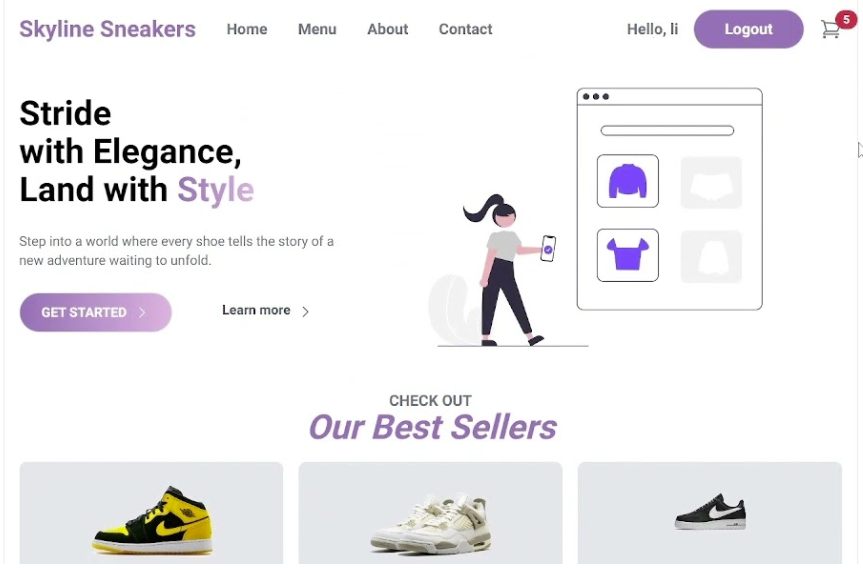 Skyline Sneakers
Home
Menu
About
Contact
Hello, li
Logout
5
Stride
with Elegance,
Land with Style
Step into a world where every shoe tells the story of a
new adventure waiting to unfold.
GET STARTED
Learn more
CHECK OUT
Our Best Sellers